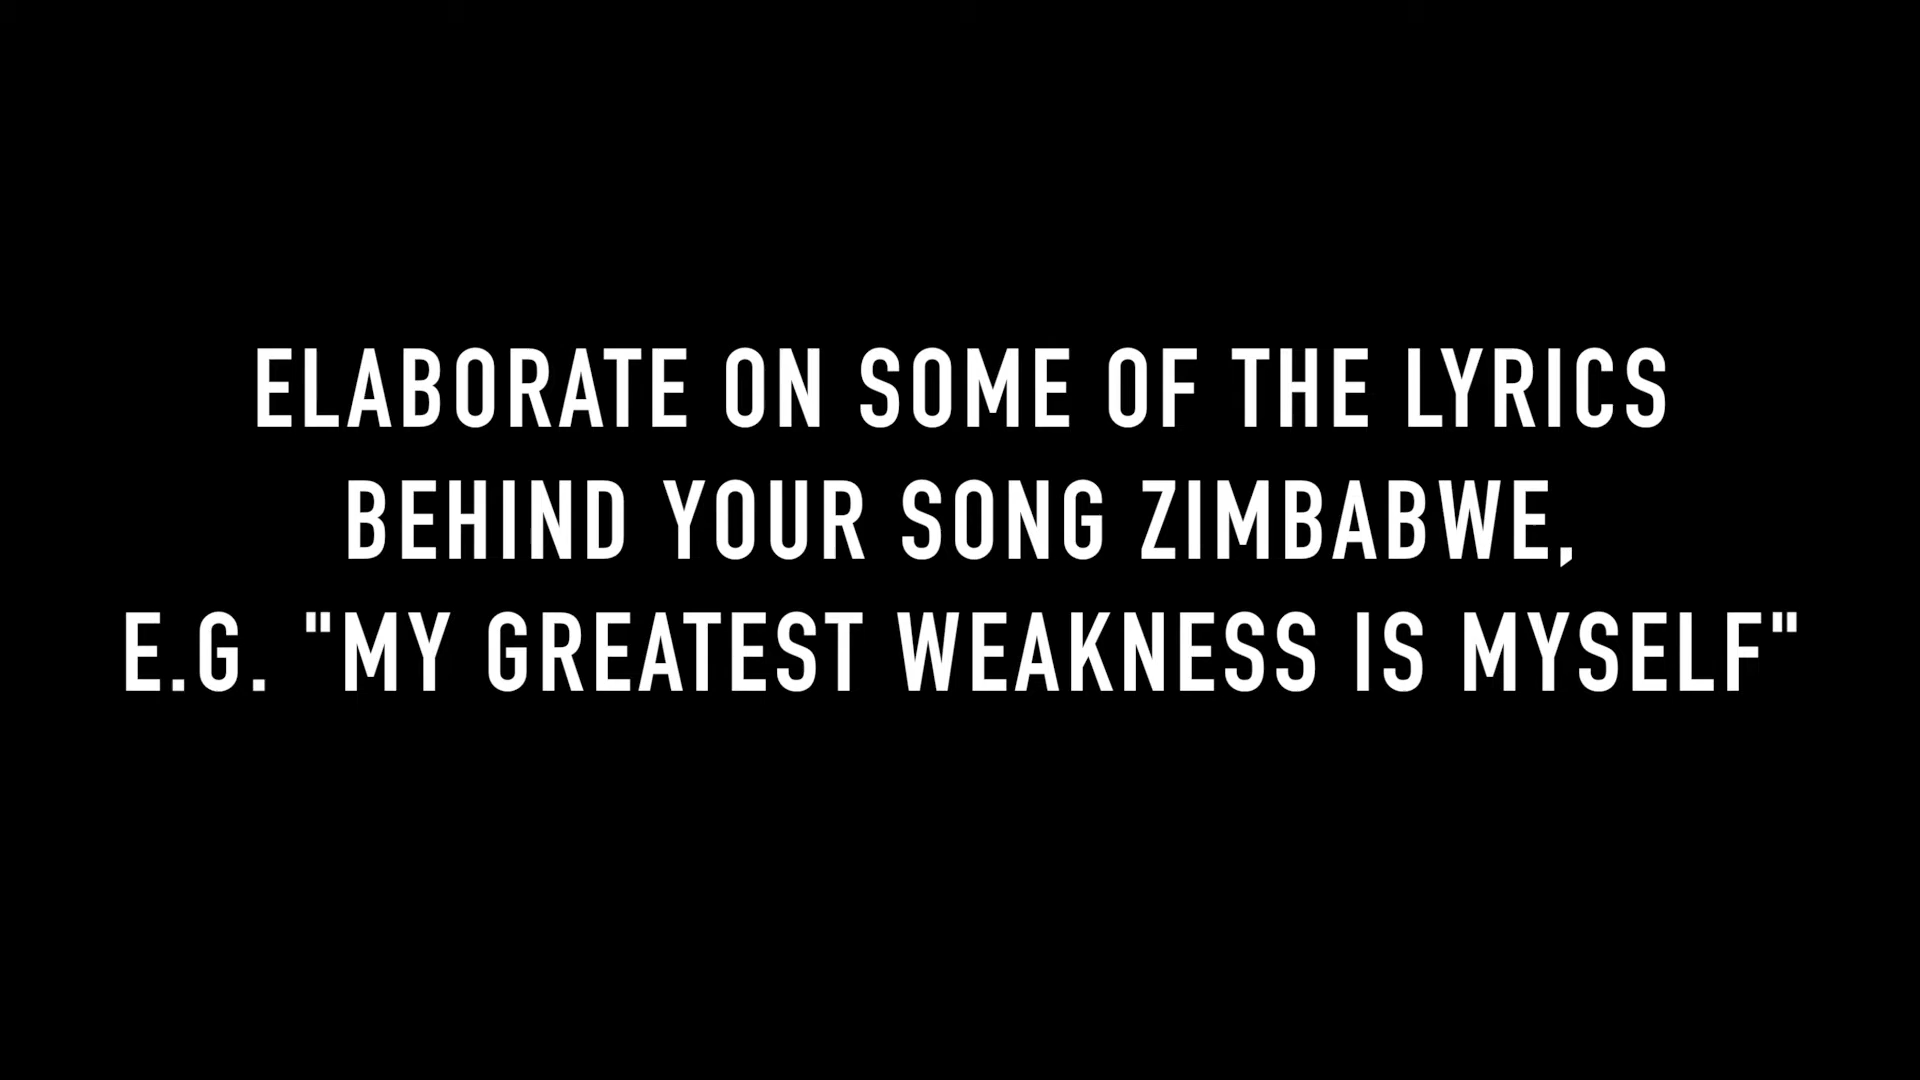 ELABORATE ON SOME OF THE LYRICS
BEHIND YOUR SONG ZIMBABWE,
E.G. "MY GREATEST WEAKNESS IS MYSELF"